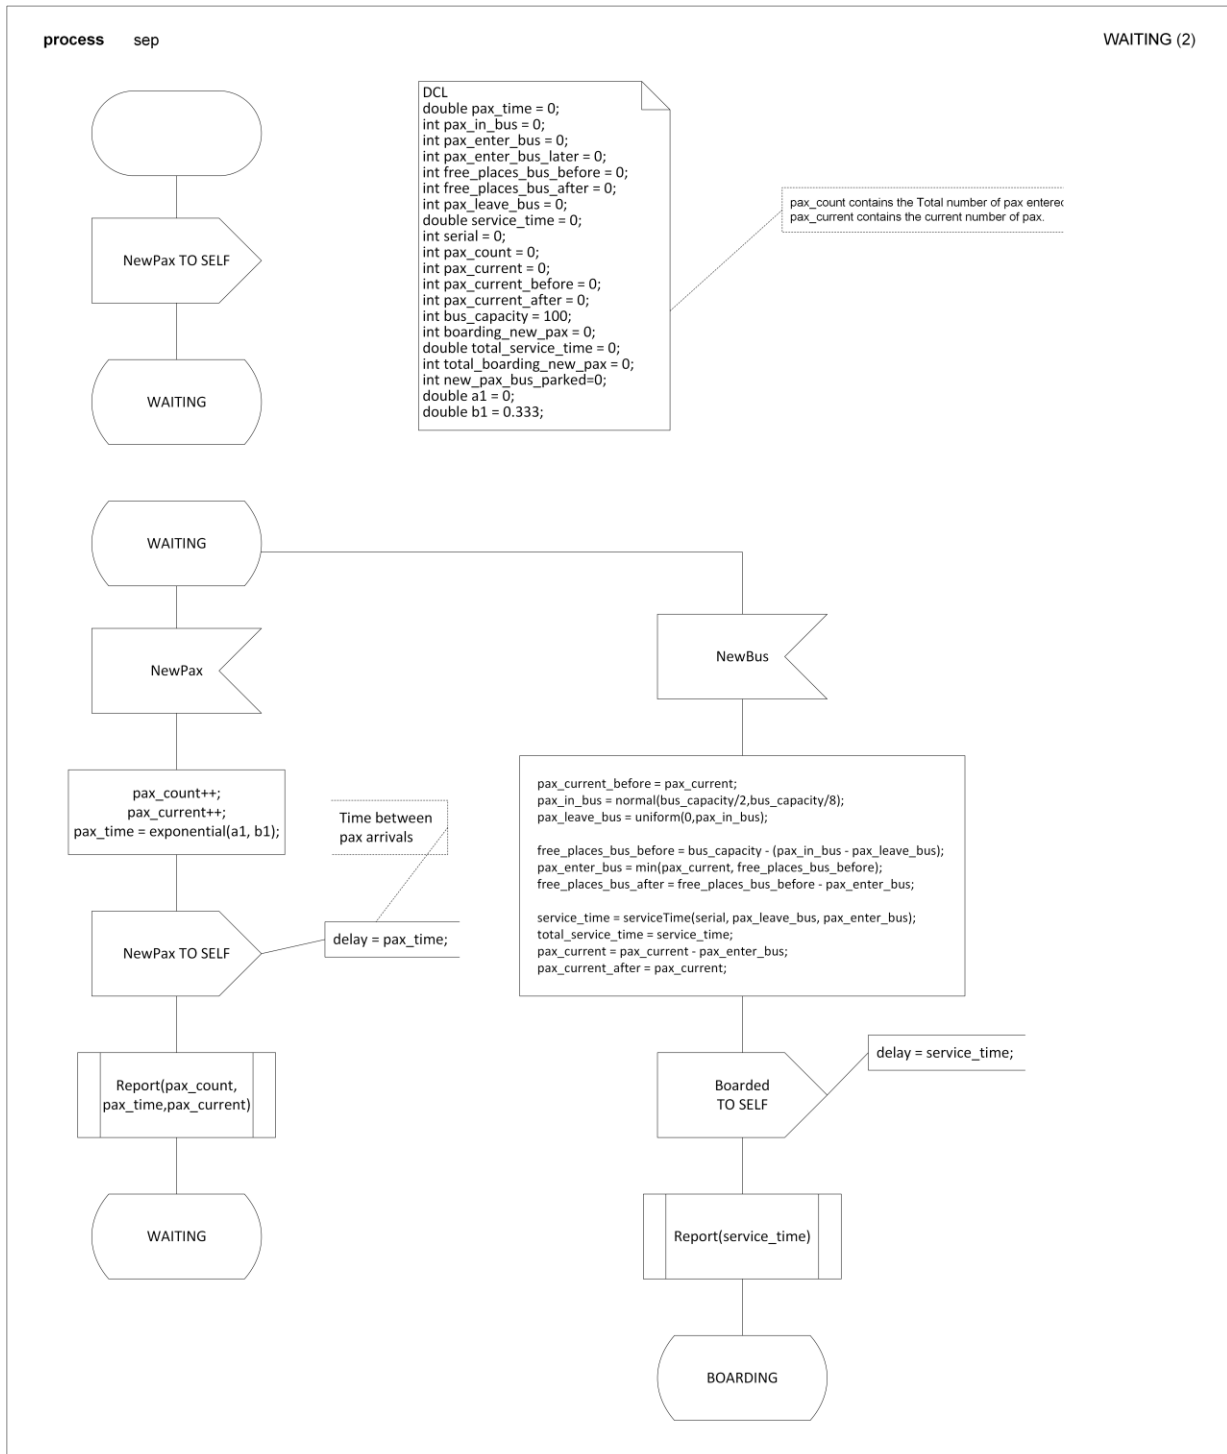 process sep
WAITING (2)
DCL
double pax_time = 0;
int pax_in_bus = 0;
int pax_enter_bus = 0;
int pax_enter_bus_later = 0;
int free_places_bus_before = 0;
int free_places_bus_after = 0;
int pax_leave_bus = 0;
double service_time = 0;
int serial = 0;
int pax_count = 0;
int pax_current = 0;
int pax_current_before = 0;
int pax_current_after = 0;
int bus_capacity = 100;
int boarding_new_pax = 0;
double total_service_time = 0;
int total_boarding_new_pax = 0;
int new_pax_bus_parked=0;
double a1 = 0;
double b1 = 0.333;
pax_count contains the Total number of pax entered
pax_current contains the current number of pax.
NewPax TO SELF
WAITING
WAITING
NewPax
pax_count++;
pax_current++;
pax_time = exponential(a1, b1);
Time between
pax arrivals
NewPax TO SELF
delay = pax_time;
Report(pax_count,
pax_time,pax_current)
WAITING
NewBus
pax_current_before = pax_current;
pax_in_bus = normal(bus_capacity/2,bus_capacity/8);
pax_leave_bus = uniform(0,pax_in_bus);
free_places_bus_before = bus_capacity - (pax_in_bus - pax_leave_bus);
pax_enter_bus = min(pax_current, free_places_bus_before);
free_places_bus_after = free_places_bus_before - pax_enter_bus;
service_time = serviceTime(serial, pax_leave_bus, pax_enter_bus);
total_service_time = service_time;
pax_current = pax_current - pax_enter_bus;
pax_current_after = pax_current;
Boarded
TO SELF
delay = service_time;
Report(service_time)
BOARDING